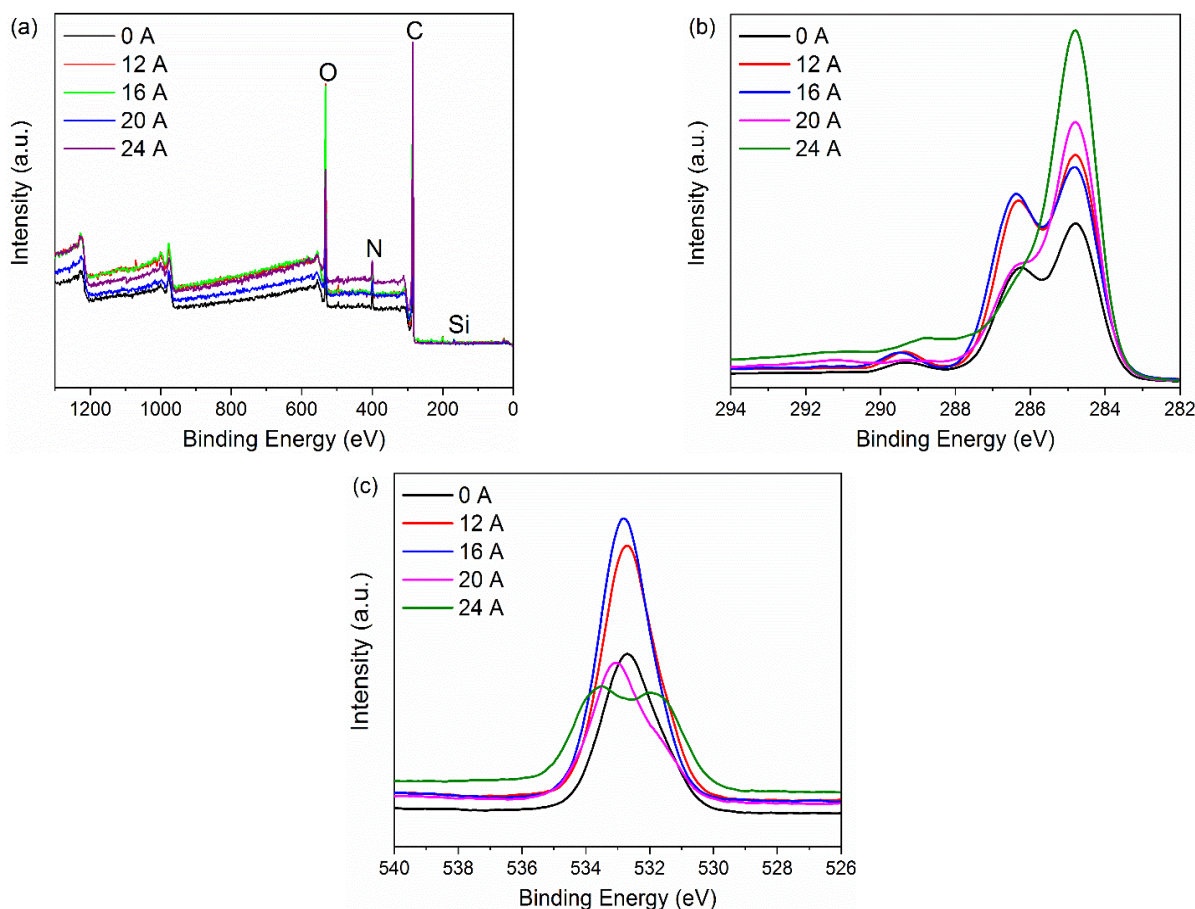 (a)
0 A
12 A
16 A
20 A
24 A
C
O
N
Si
Intensity (a.u.)
1200 1000 800 600 400 200 0
Binding Energy (eV)
(b)
0 A
12 A
16 A
20 A
24 A
Intensity (a.u.)
294 292 290 288 286 284 282
Binding Energy (eV)
(c)
0 A
12 A
16 A
20 A
24 A
Intensity (a.u.)
540 538 536 534 532 530 528 526
Binding Energy (eV)